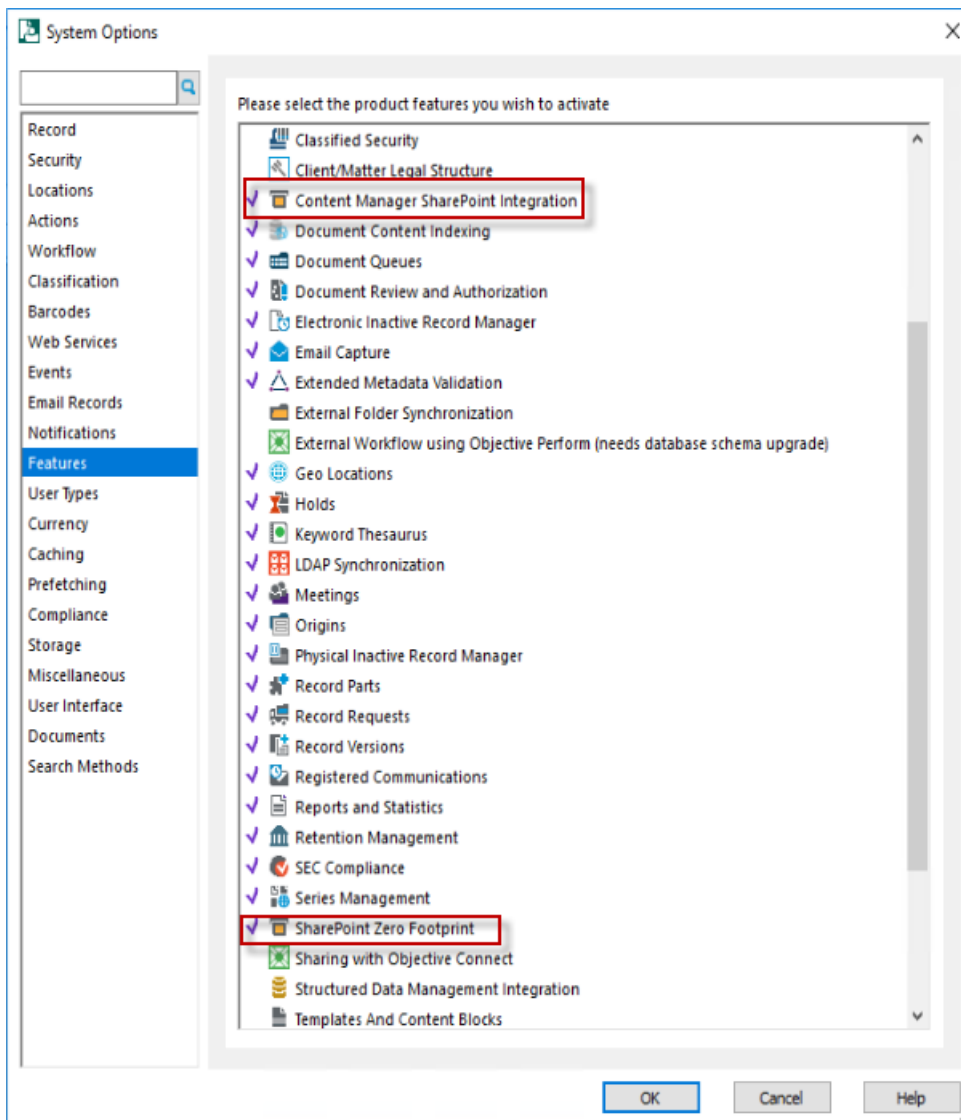 System Options
Record
Security
Locations
Actions
Workflow
Classification
Barcodes
Web Services
Events
Email Records
Notifications
Features
User Types
Currency
Caching
Prefetching
Compliance
Storage
Miscellaneous
User Interface
Documents
Search Methods
Please select the product features you wish to activate
Classified Security
Client/Matter Legal Structure
Content Manager SharePoint Integration
Document Content Indexing
Document Queues
Document Review and Authorization
Electronic Inactive Record Manager
Email Capture
Extended Metadata Validation
External Folder Synchronization
External Workflow using Objective Perform (needs database schema upgrade)
Geo Locations
Holds
Keyword Thesaurus
LDAP Synchronization
Meetings
Origins
Physical Inactive Record Manager
Record Parts
Record Requests
Record Versions
Registered Communications
Reports and Statistics
Retention Management
SEC Compliance
Series Management
SharePoint Zero Footprint
Sharing with Objective Connect
Structured Data Management Integration
Templates And Content Blocks
OK
Cancel
Help